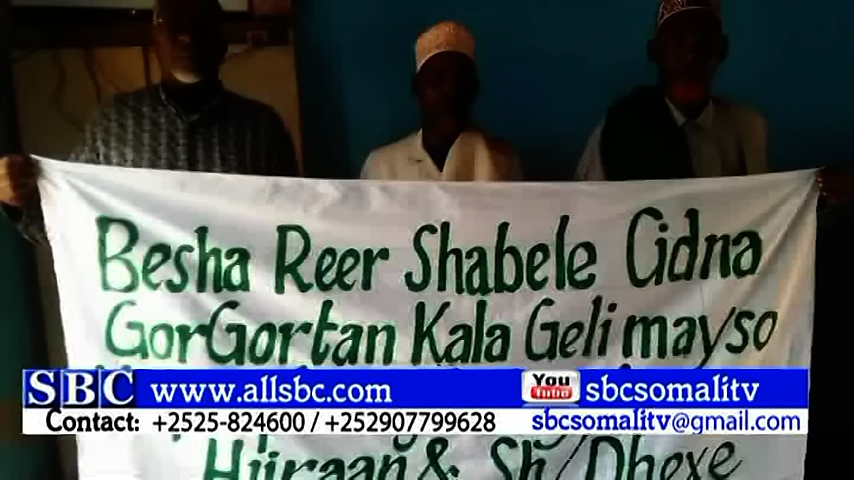 Besha Reer Shabele Cidna
GorGortan Kala Geli mayso
SBC www.allsbc.com You Tube sbcsomalitv
Contact: +2525-824600 / +252907799628 sbcsomalitv@gmail.com
Hiiraan & Sh/Dhexe